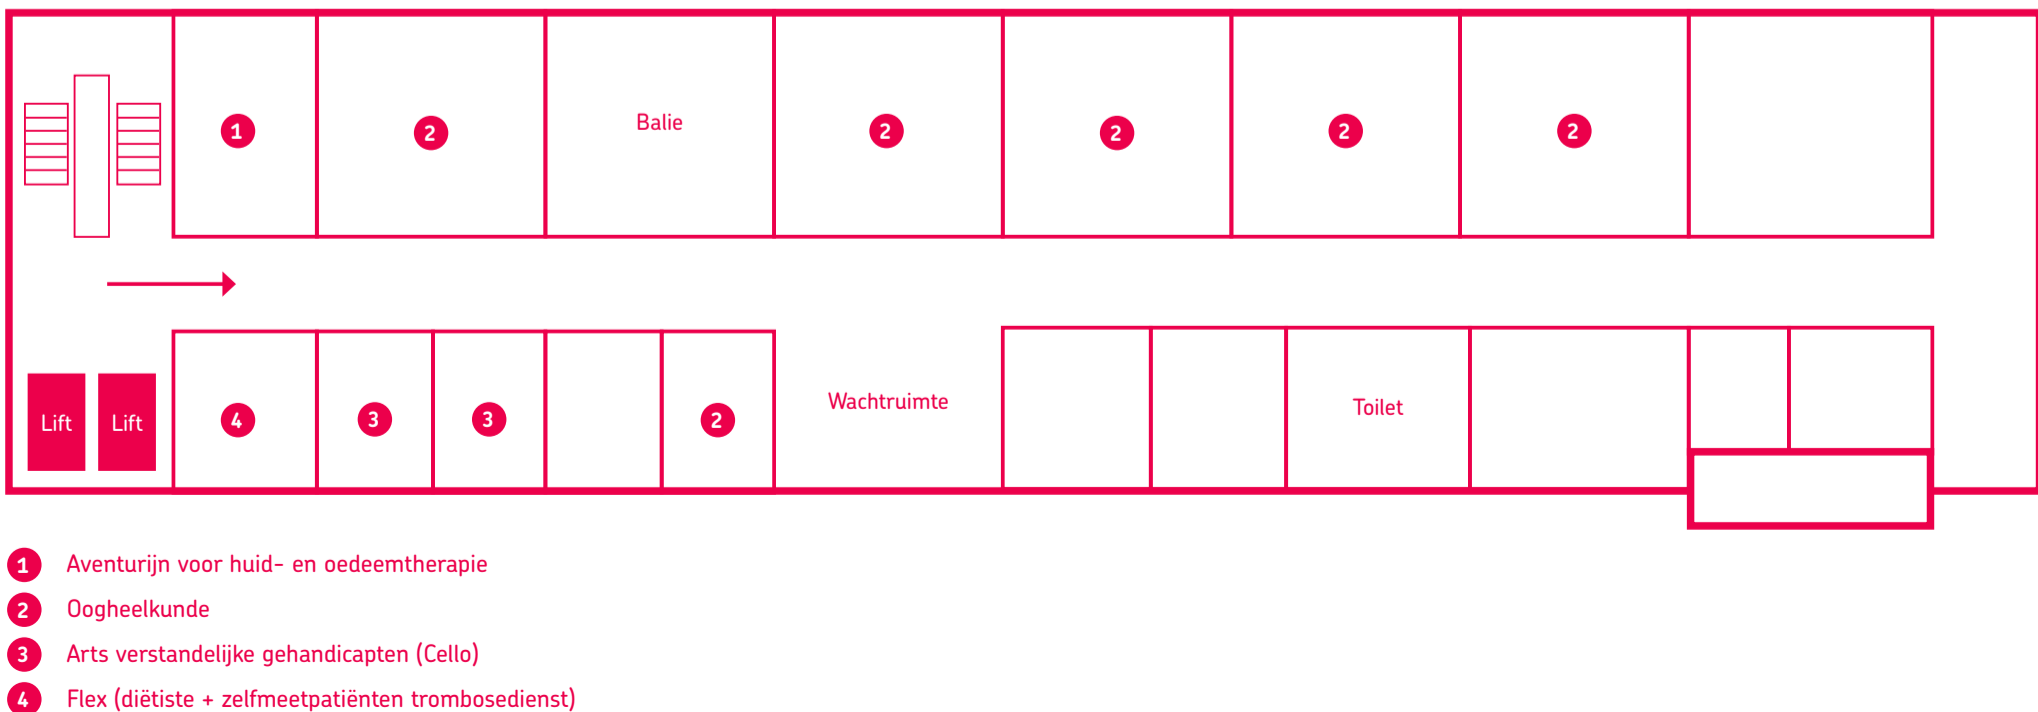 1
2
Balie
2
2
2
2
Lift
Lift
4
3
3
2
Wachtruimte
Toilet
1 Aventurijn voor huid- en oedeemtherapie
2 Oogheelkunde
3 Arts verstandelijke gehandicapten (Cello)
4 Flex (diëtiste + zelfmeetpatiënten trombosedienst)